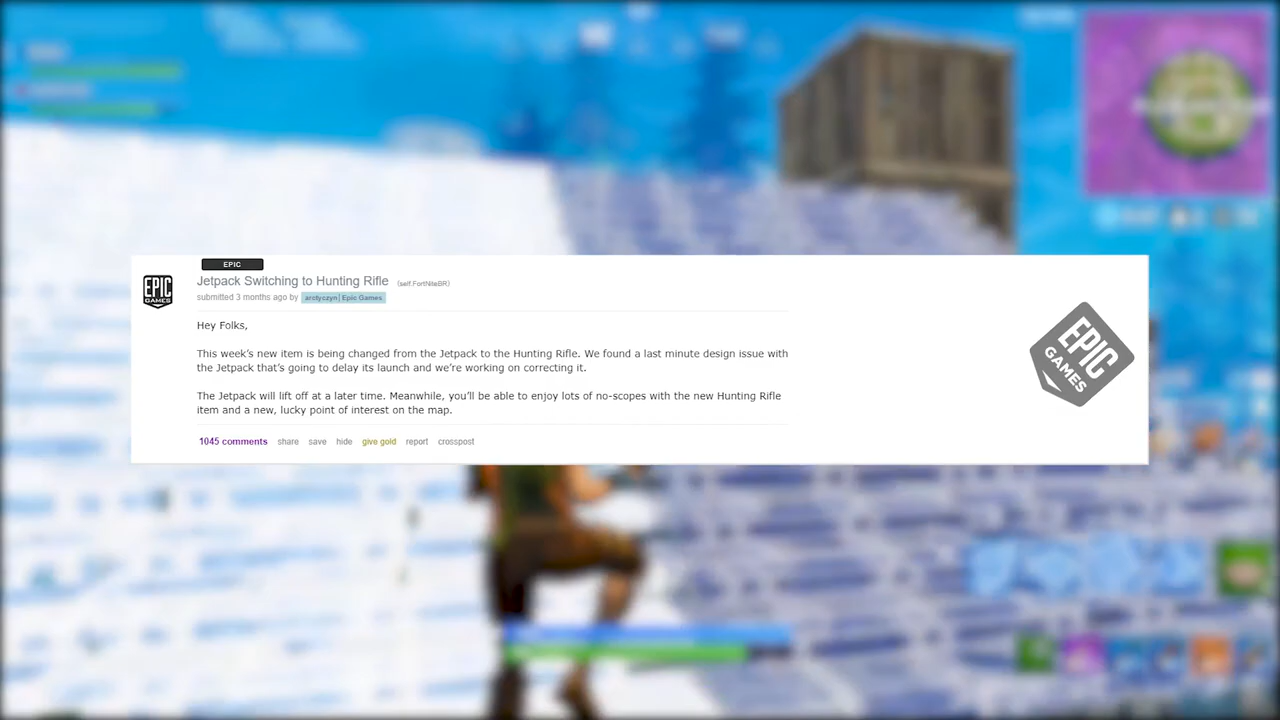 EPIC
EPIC
GAMES
Jetpack Switching to Hunting Rifle (self.FortNiteBR)
submitted 3 months ago by arctyczyn | Epic Games
Hey Folks,
This week's new item is being changed from the Jetpack to the Hunting Rifle. We found a last minute design issue with
the Jetpack that's going to delay its launch and we're working on correcting it.
The Jetpack will lift off at a later time. Meanwhile, you'll be able to enjoy lots of no-scopes with the new Hunting Rifle
item and a new, lucky point of interest on the map.
1045 comments share save hide give gold report crosspost
EPIC
GAMES